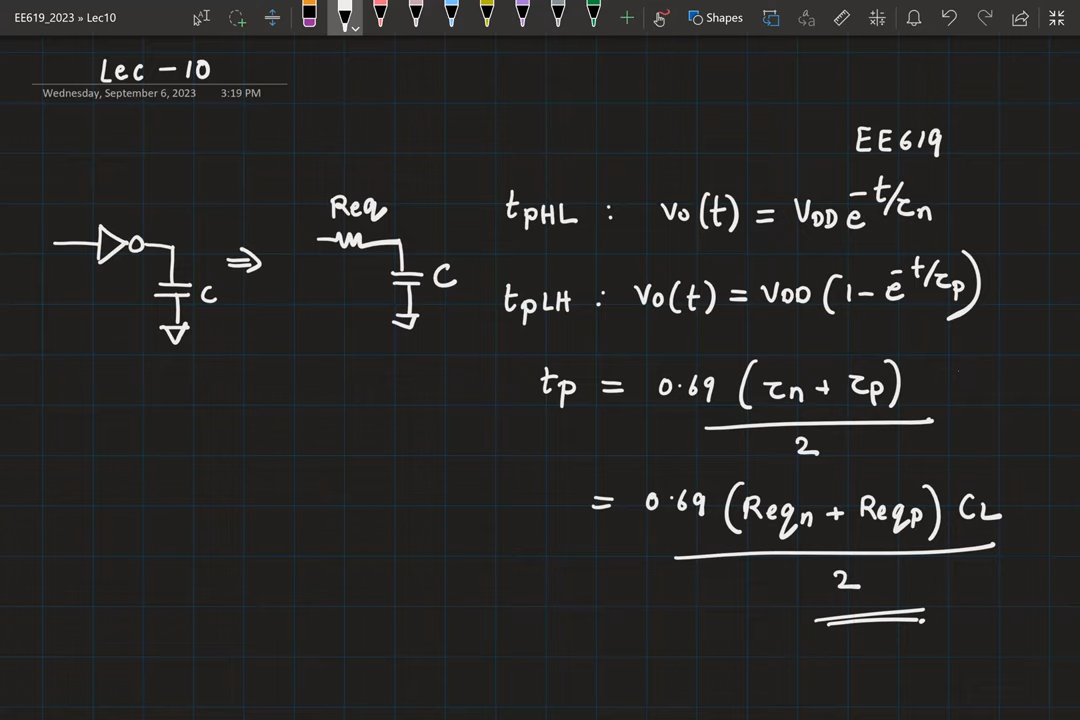 EE619_2023 » Lec10
Shapes
Lec - 10
Wednesday, September 6, 2023 3:19 PM
EE619
Req
C
C
tpHL : Vo(t) = VDD e^-t/τn
tpLH : Vo(t) = VDD (1 - e^-t/τp)
tp = 0.69 (τn + τp)
2
= 0.69 (Reqn + Reqp) CL
2